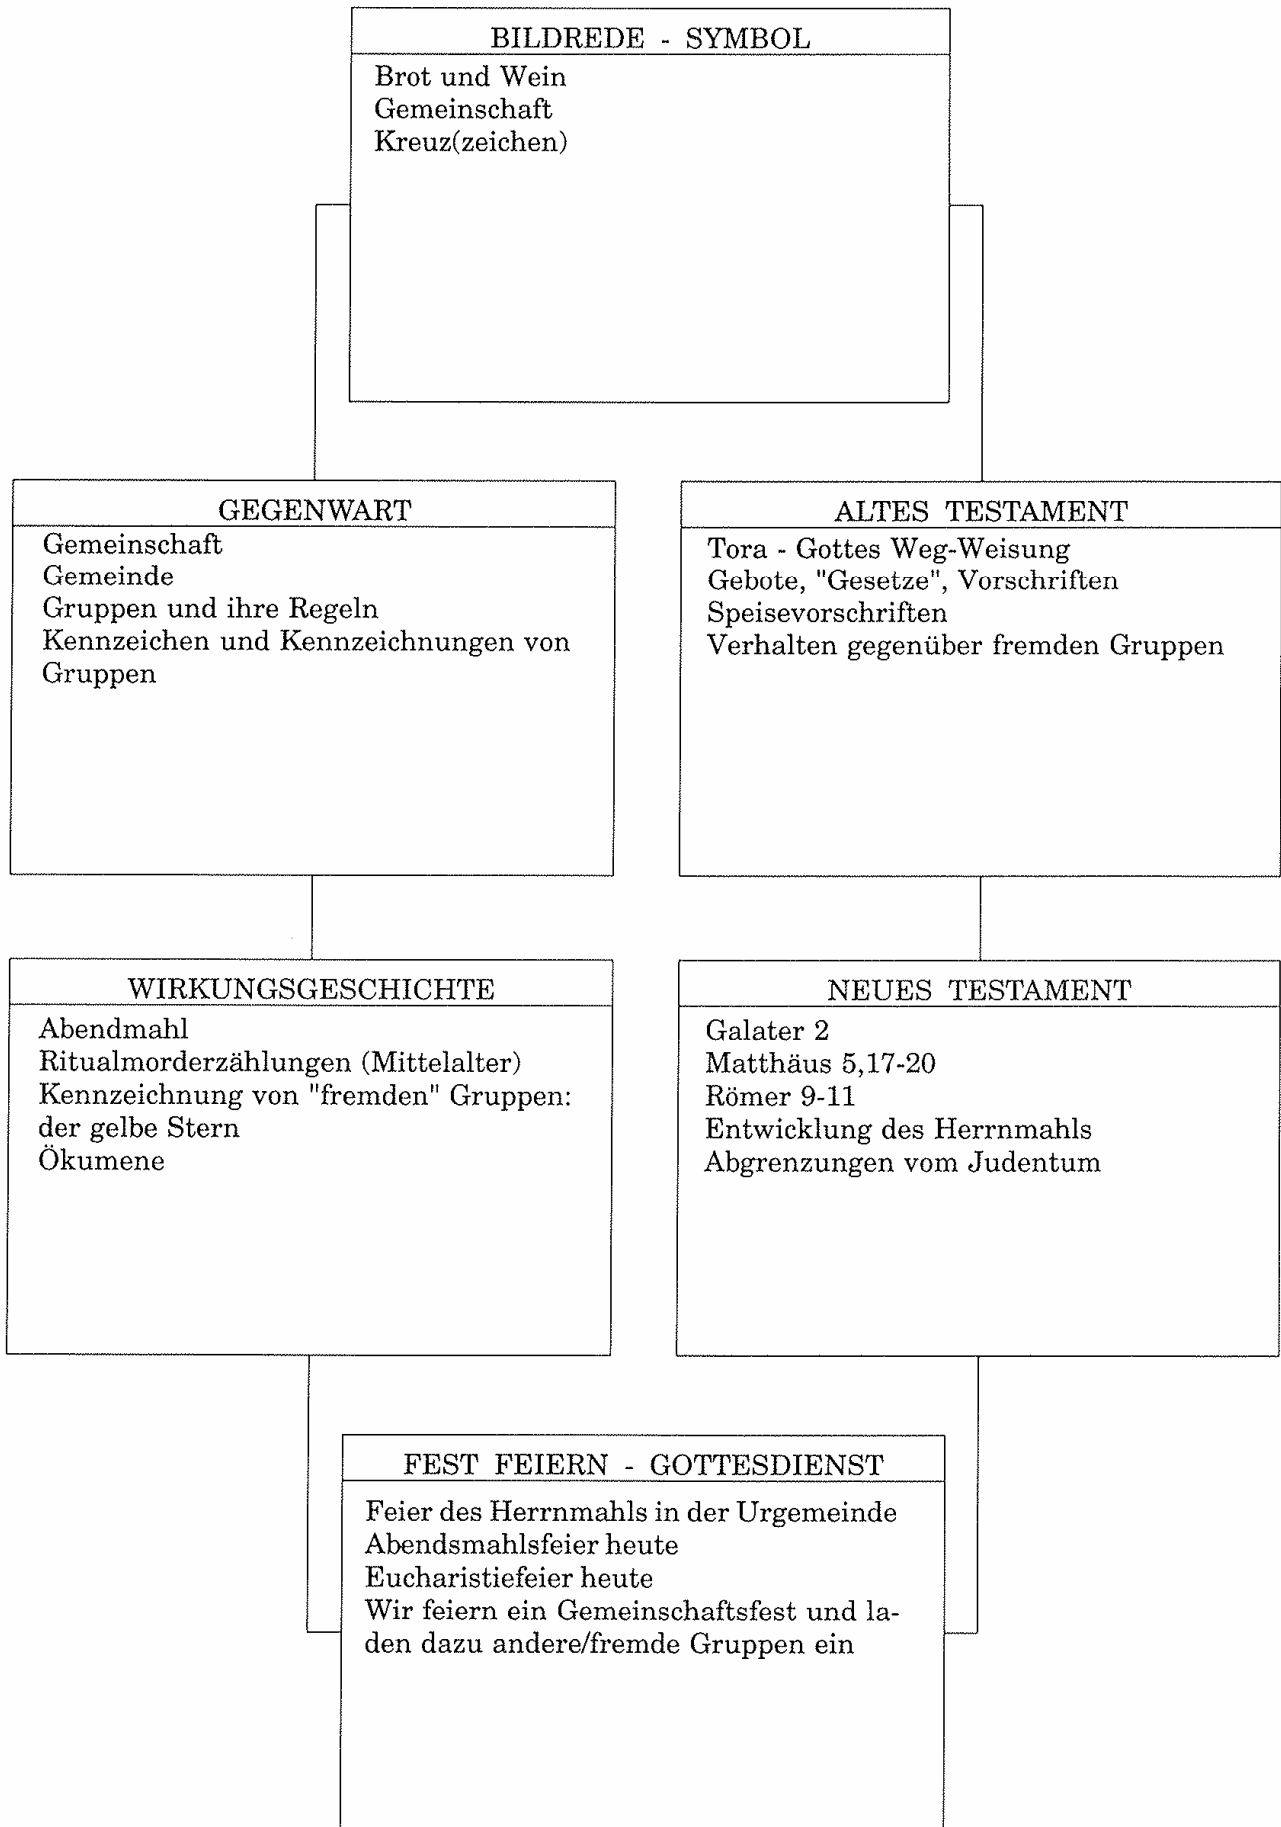 BILDREDE - SYMBOL
Brot und Wein
Gemeinschaft
Kreuz(zeichen)
GEGENWART
Gemeinschaft
Gemeinde
Gruppen und ihre Regeln
Kennzeichen und Kennzeichnungen von
Gruppen
ALTES TESTAMENT
Tora - Gottes Weg-Weisung
Gebote, "Gesetze", Vorschriften
Speisevorschriften
Verhalten gegenüber fremden Gruppen
WIRKUNGSGESCHICHTE
Abendmahl
Ritualmorderzählungen (Mittelalter)
Kennzeichnung von "fremden" Gruppen:
der gelbe Stern
Ökumene
NEUES TESTAMENT
Galater 2
Matthäus 5,17-20
Römer 9-11
Entwicklung des Herrnmahls
Abgrenzungen vom Judentum
FEST FEIERN - GOTTESDIENST
Feier des Herrnmahls in der Urgemeinde
Abendsmahlsfeier heute
Eucharistiefeier heute
Wir feiern ein Gemeinschaftsfest und la-
den dazu andere/fremde Gruppen ein